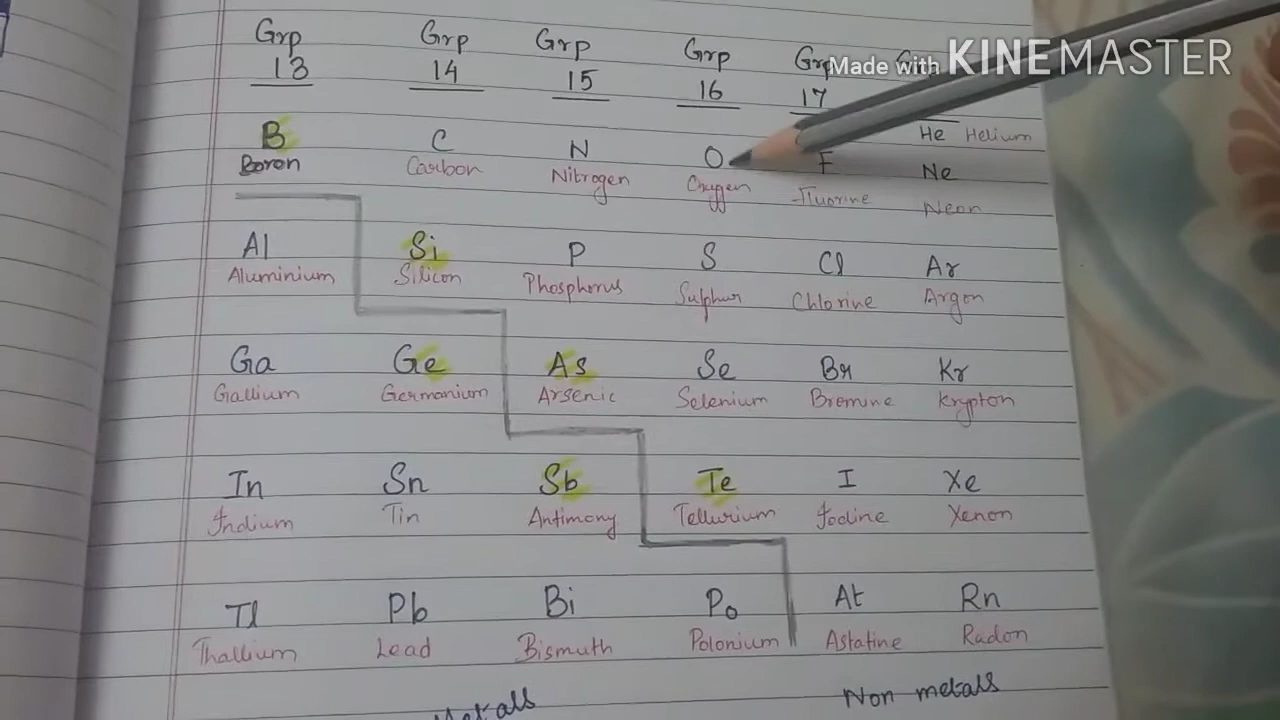 Grp Grp Grp Grp Grp
13 14 15 16 17
Made with KINEMASTER
He Helium
B C N O F Ne
Boron Carbon Nitrogen Oxygen Fluorine Neon
Al Si P S Cl Ar
Aluminium Silicon Phosphorus Sulphur Chlorine Argon
Ga Ge As Se Br Kr
Gallium Germanium Arsenic Selenium Bromine Krypton
In Sn Sb Te I Xe
Indium Tin Antimony Tellurium Iodine Xenon
Tl Pb Bi Po At Rn
Thallium Lead Bismuth Polonium Astatine Radon
Metals Non metals